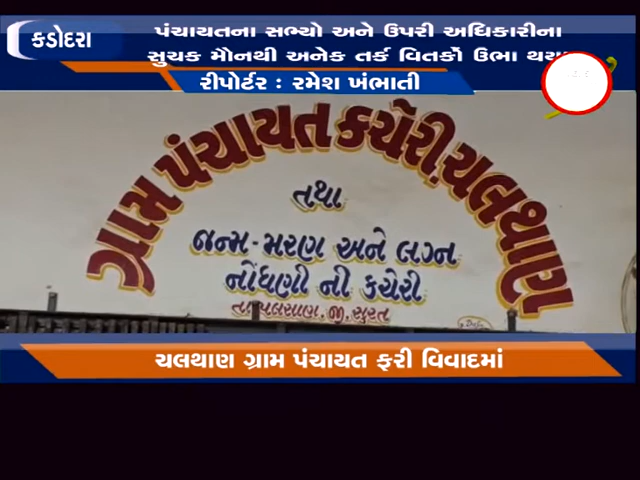 કડોદરા
પંચાયતના સભ્યો અને ઉપરી અધિકારીના
સુચક મૌનથી અનેક તર્ક વિતર્કો ઉભા થયા
રીપોર્ટર : રમેશ ખંભાતી
ગ્રામ પંચાયત કચેરી, ચલથાણ
તથા
જન્મ - મરણ અને લગ્ન
નોંધણી ની કચેરી
તા. પલસાણા, જી. સુરત
ચલથાણ ગ્રામ પંચાયત ફરી વિવાદમાં